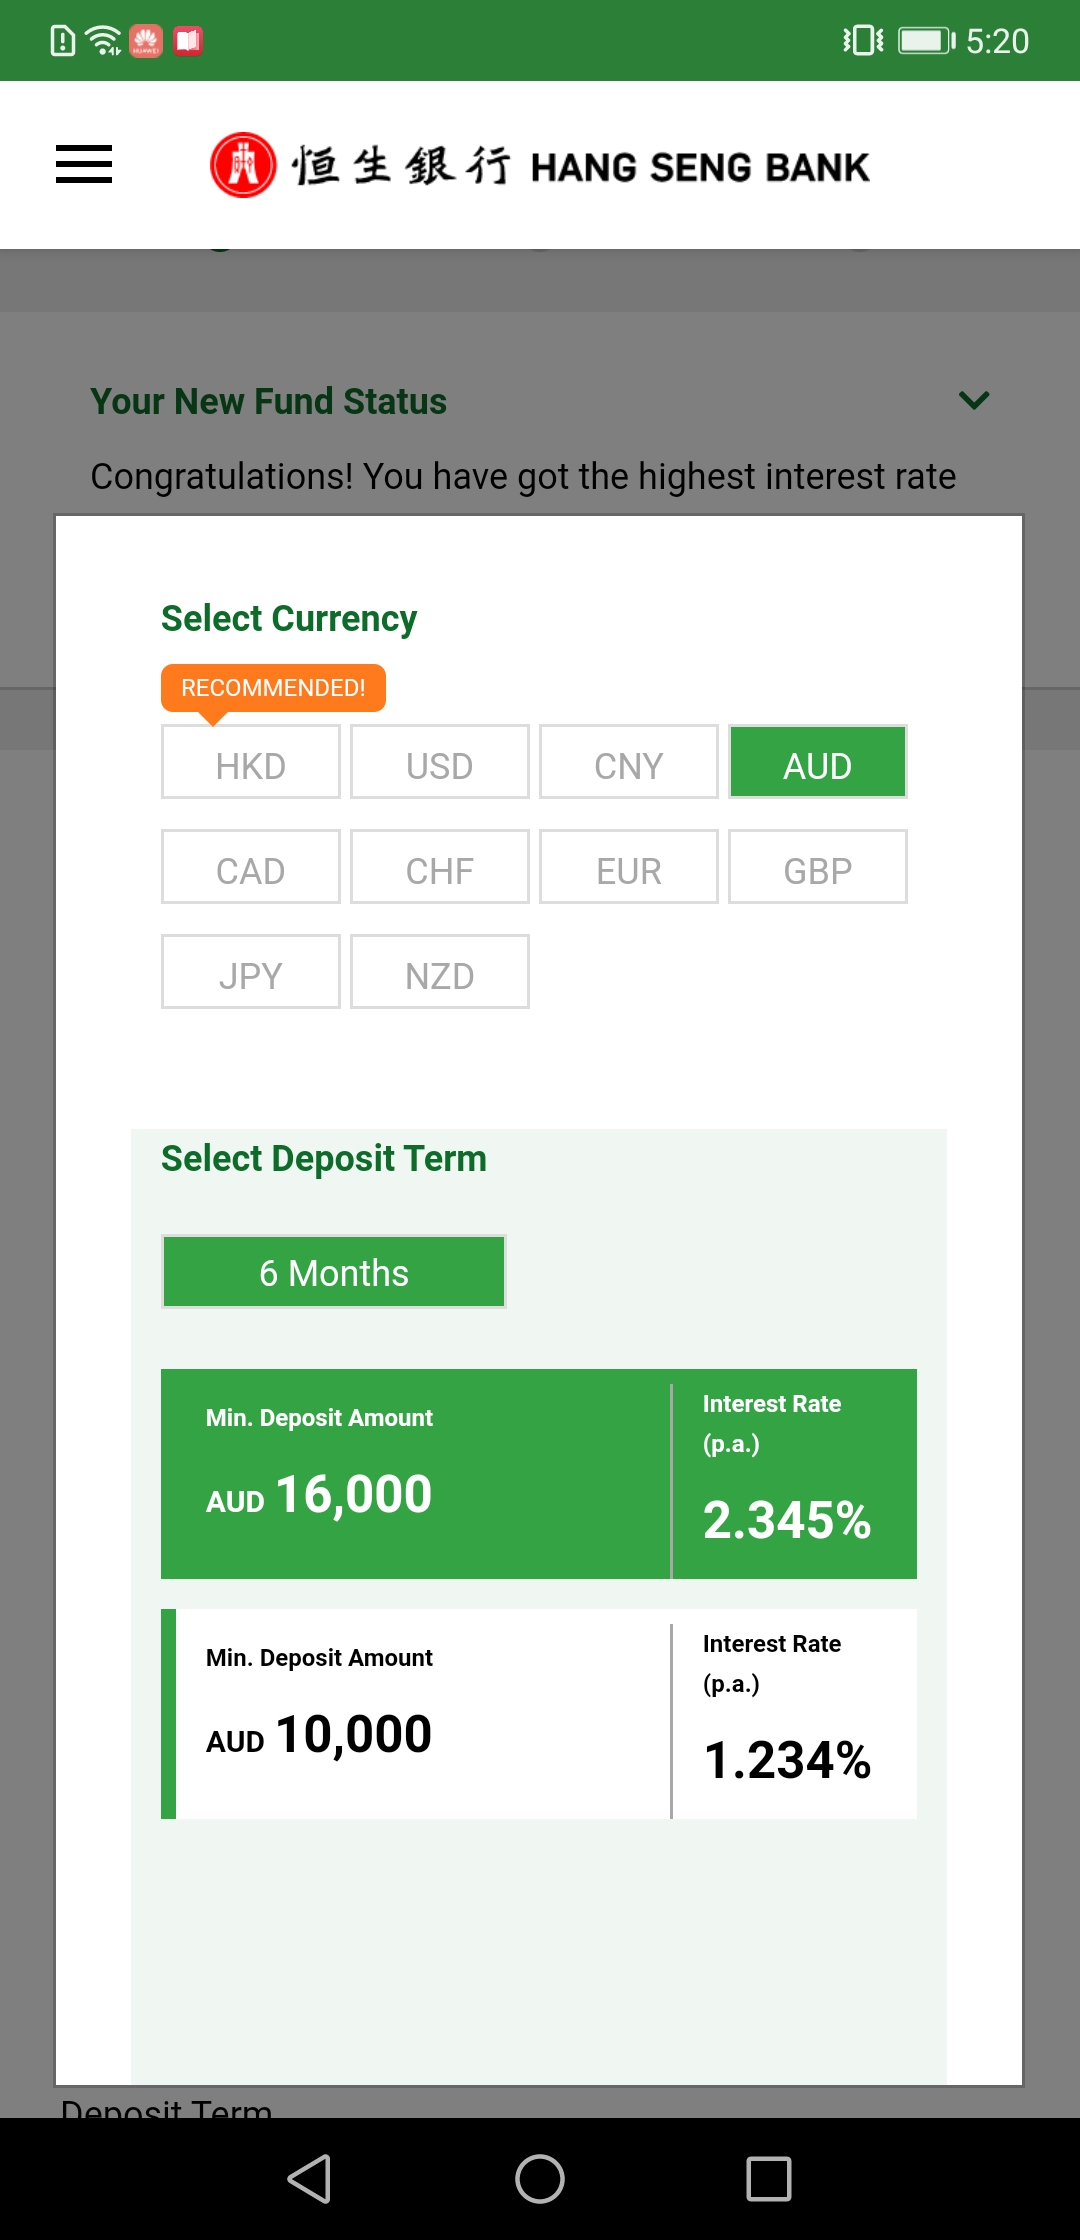 5:20
恒生銀行 HANG SENG BANK
Your New Fund Status
Congratulations! You have got the highest interest rate
Select Currency
RECOMMENDED!
HKD USD CNY AUD
CAD CHF EUR GBP
JPY NZD
Select Deposit Term
6 Months
Min. Deposit Amount
AUD 16,000
Interest Rate
(p.a.)
2.345%
Min. Deposit Amount
AUD 10,000
Interest Rate
(p.a.)
1.234%
Deposit Term